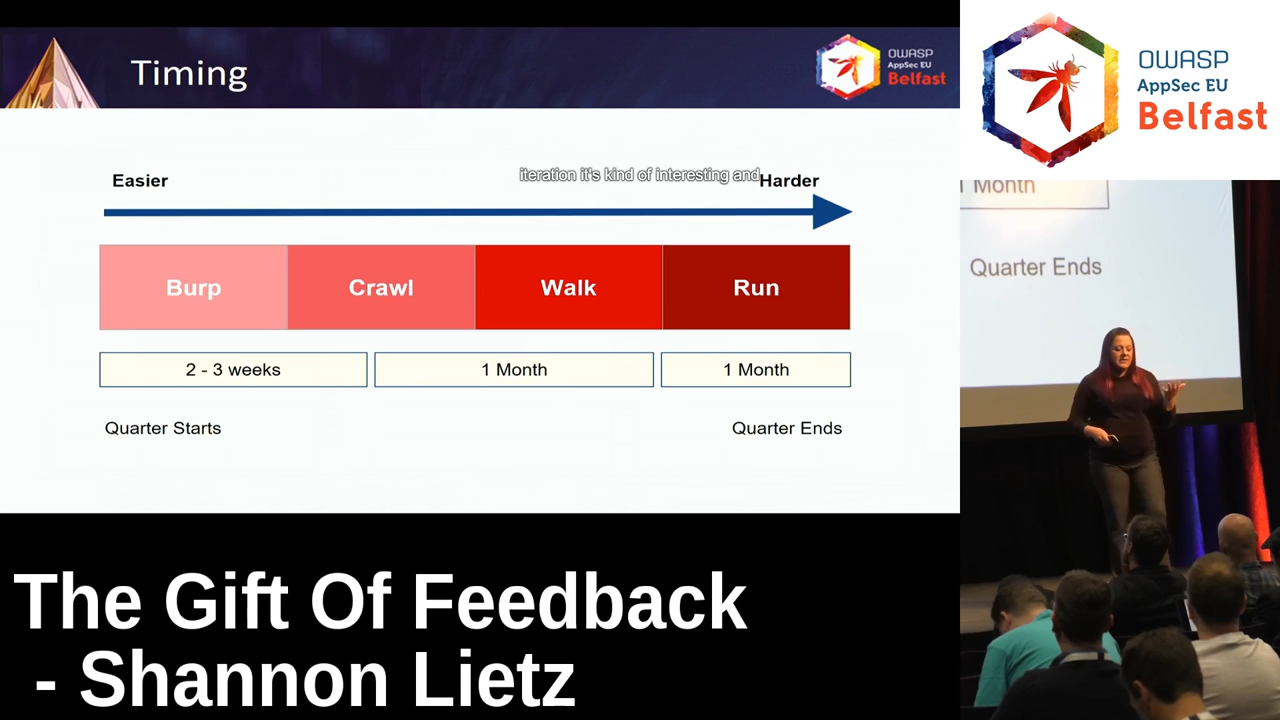 Timing
OWASP
AppSec EU
Belfast
OWASP
AppSec EU
Belfast
Easier
iteration it's kind of interesting and
Harder
Burp
Crawl
Walk
Run
2 - 3 weeks
1 Month
1 Month
Quarter Starts
Quarter Ends
1 Month
Quarter Ends
The Gift Of Feedback
- Shannon Lietz